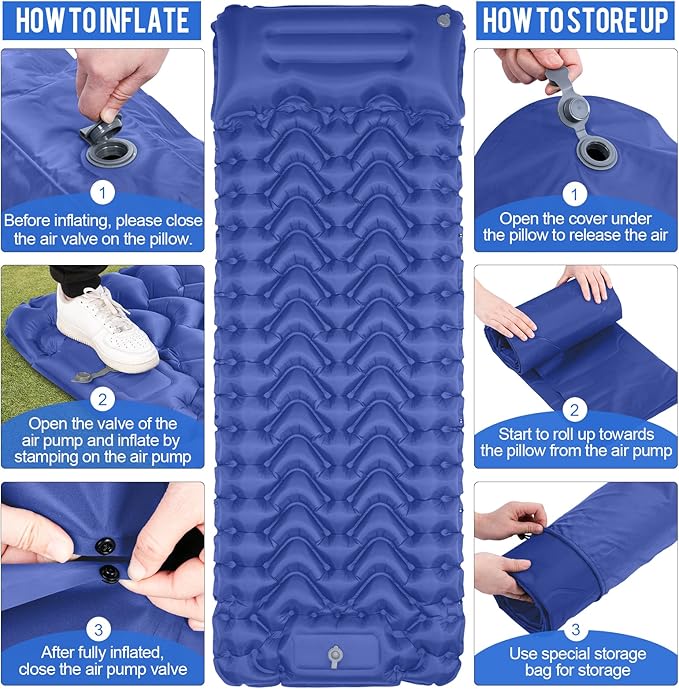 HOW TO INFLATE
1
Before inflating, please close
the air valve on the pillow.
2
Open the valve of the
air pump and inflate by
stamping on the air pump
3
After fully inflated,
close the air pump valve
HOW TO STORE UP
1
Open the cover under
the pillow to release the air
2
Start to roll up towards
the pillow from the air pump
3
Use special storage
bag for storage